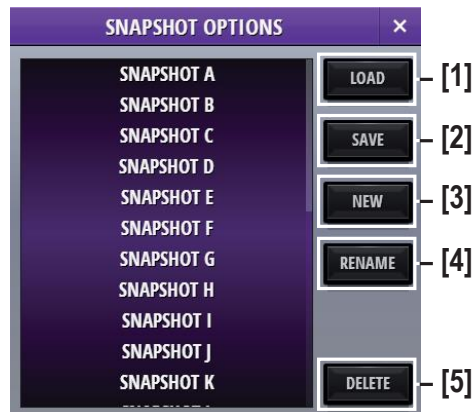 SNAPSHOT OPTIONS ×
SNAPSHOT A
SNAPSHOT B
SNAPSHOT C
SNAPSHOT D
SNAPSHOT E
SNAPSHOT F
SNAPSHOT G
SNAPSHOT H
SNAPSHOT I
SNAPSHOT J
SNAPSHOT K
LOAD [1]
SAVE [2]
NEW [3]
RENAME [4]
DELETE [5]